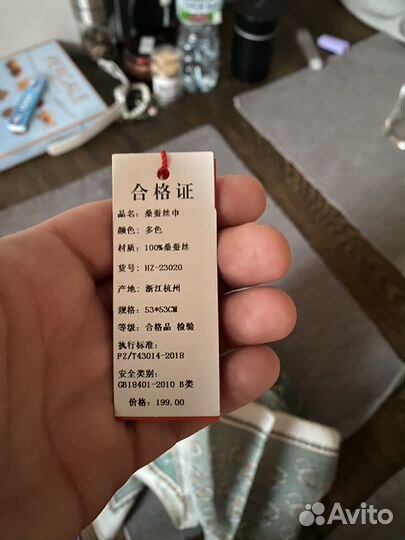 合格证
品名: 桑蚕丝巾
颜色: 多色
材质: 100%桑蚕丝
货号: HZ-23020
产地: 浙江杭州
规格: 53*53CM
等级: 合格品 检验
执行标准:
FZ/T43014-2018
安全类别:
GB18401-2010 B类
价格: 199.00
Avito